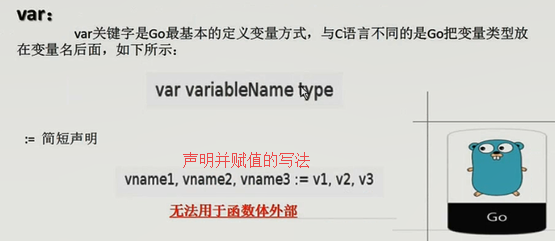 var：
var关键字是Go最基本的定义变量方式，与C语言不同的是Go把变量类型放
在变量名后面，如下所示：
var variableName type
:= 简短声明
声明并赋值的写法
vname1, vname2, vname3 := v1, v2, v3
无法用于函数体外部
Go